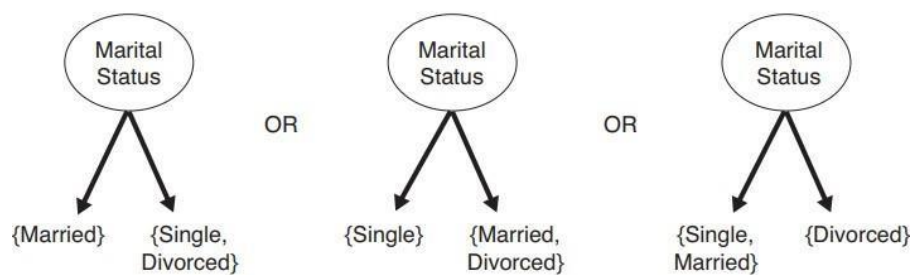 Marital
Status
OR
Marital
Status
OR
Marital
Status
{Married}
{Single,
Divorced}
{Single}
{Married,
Divorced}
{Single,
Married}
{Divorced}